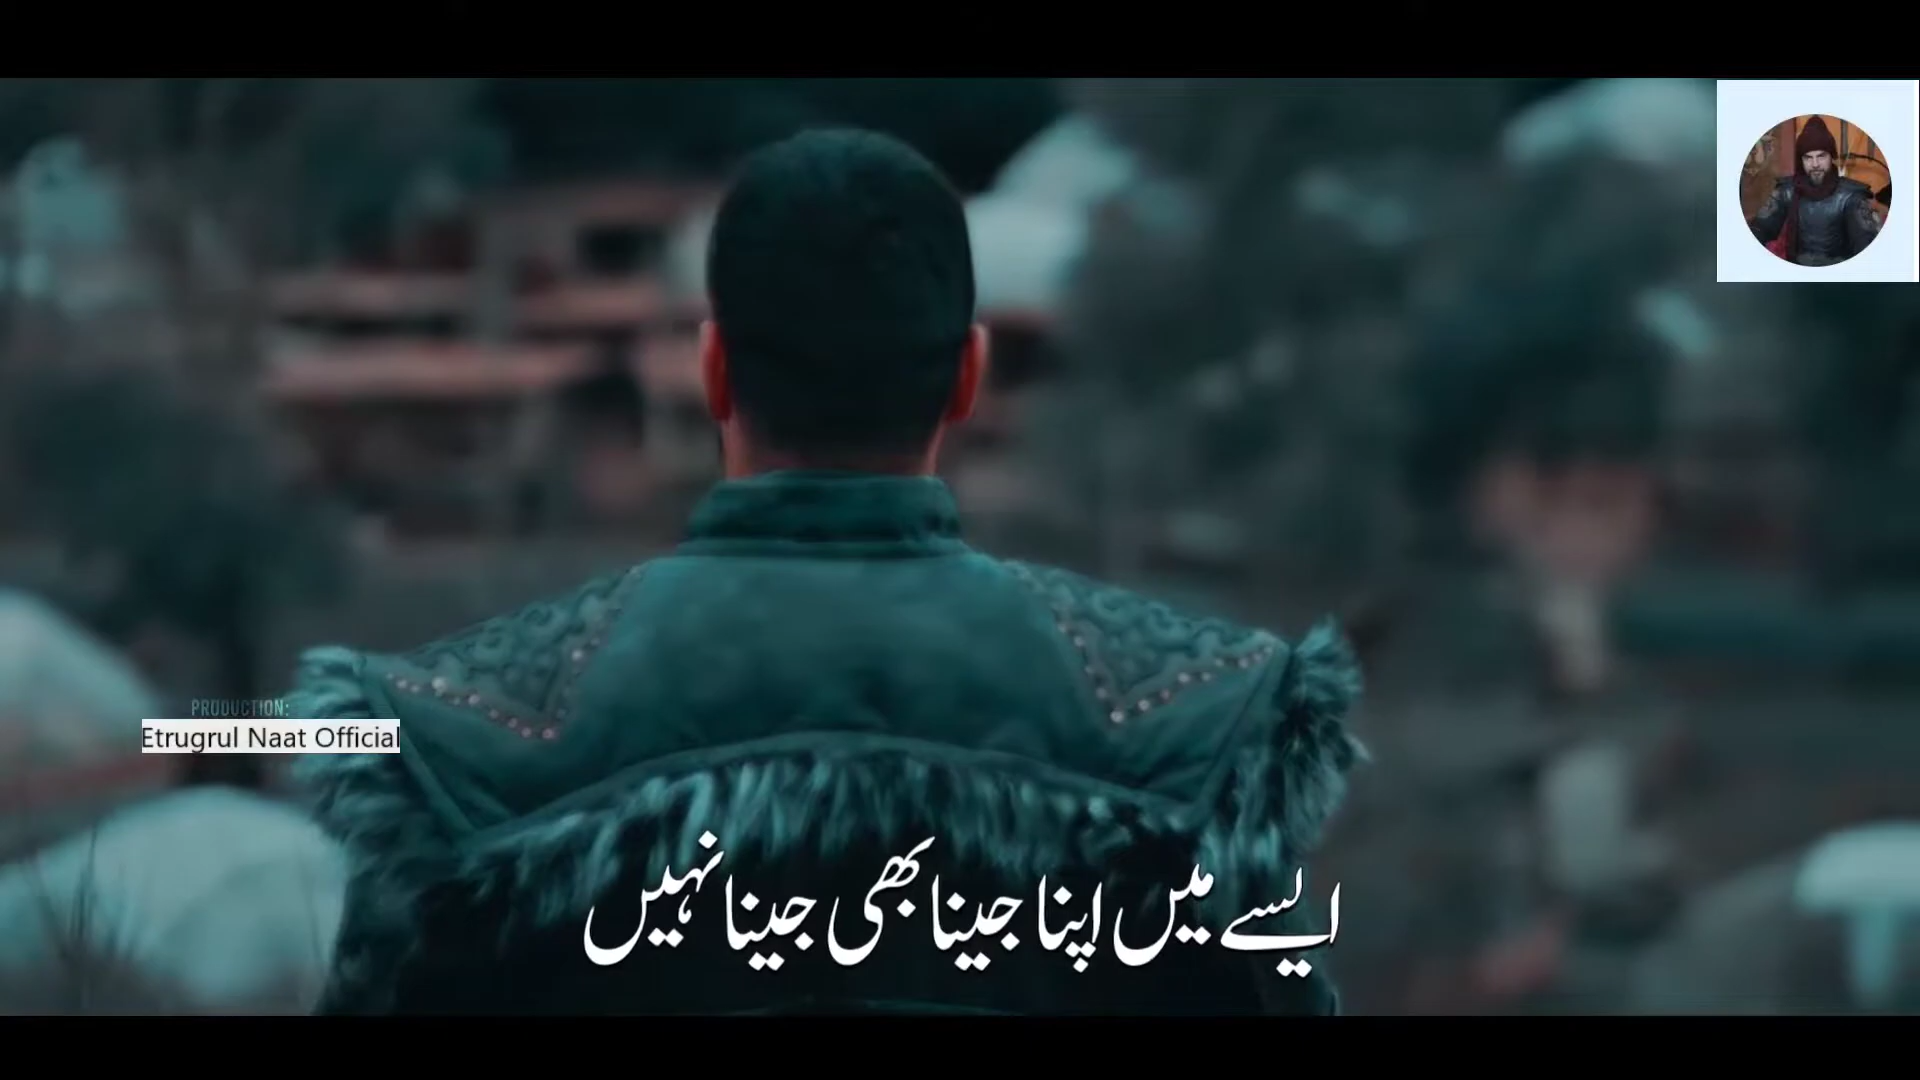 PRODUCTION:
Etrugrul Naat Official
ایسے میں اپنا جینا بھی جینا نہیں